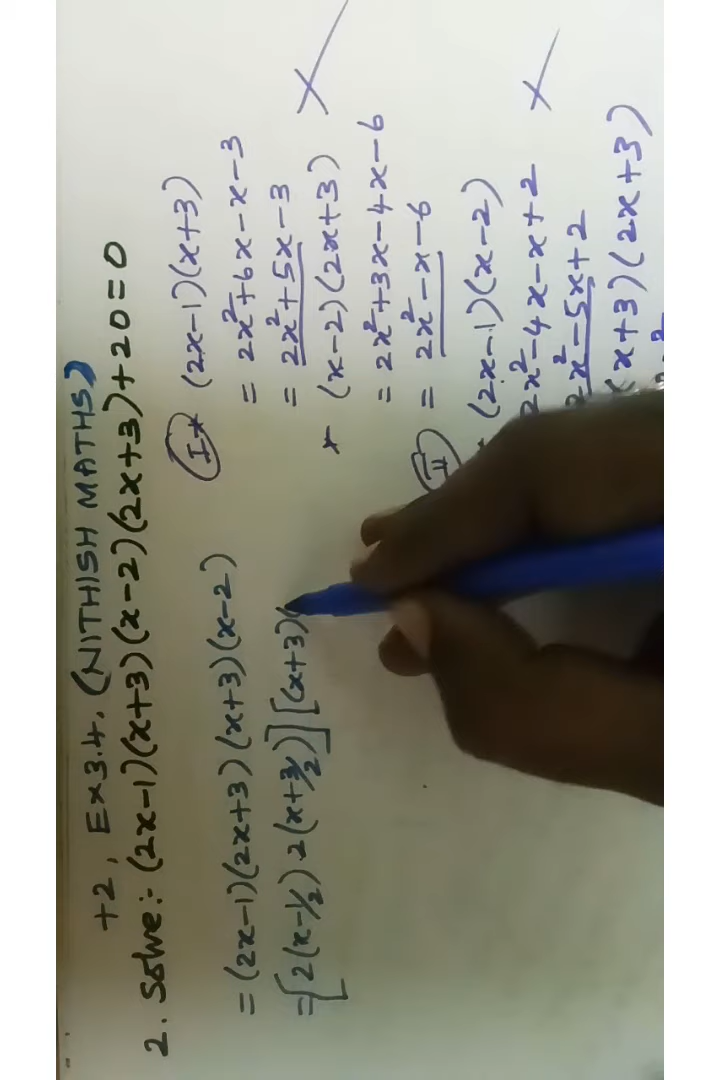 +2, Ex 3.4. (NITHISH MATHS)
2. Solve:- (2x-1)(x+3)(x-2)(2x+3)+20=0
= (2x-1)(2x+3)(x+3)(x-2)
= [2(x-1/2)·2(x+3/2)][(x+3)(
I * (2x-1)(x+3)
= 2x²+6x-x-3
= 2x²+5x-3
* (x-2)(2x+3)
= 2x²+3x-4x-6
= 2x²-x-6
II
(2x-1)(x-2)
2x²-4x-x+2
2x²-5x+2
(x+3)(2x+3)